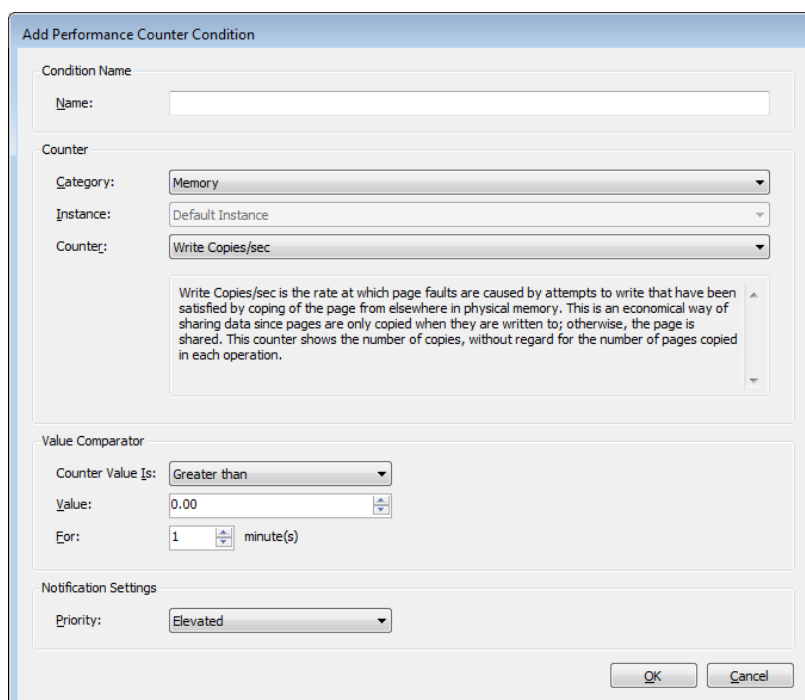 Add Performance Counter Condition
Condition Name
Name:
Counter
Category: Memory
Instance: Default Instance
Counter: Write Copies/sec
Write Copies/sec is the rate at which page faults are caused by attempts to write that have been
satisfied by coping of the page from elsewhere in physical memory. This is an economical way of
sharing data since pages are only copied when they are written to; otherwise, the page is
shared. This counter shows the number of copies, without regard for the number of pages copied
in each operation.
Value Comparator
Counter Value Is: Greater than
Value: 0.00
For: 1 minute(s)
Notification Settings
Priority: Elevated
OK Cancel